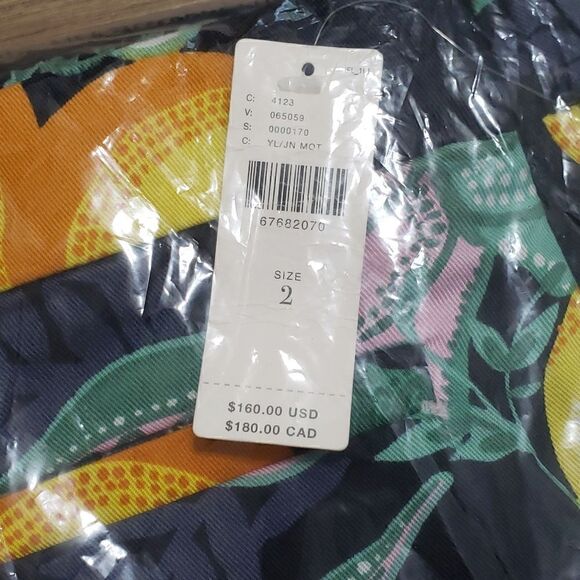 C: 4123
V: 065059
S: 0000170
C: YL/JN MOT
67682070
SIZE
2
$160.00 USD
$180.00 CAD